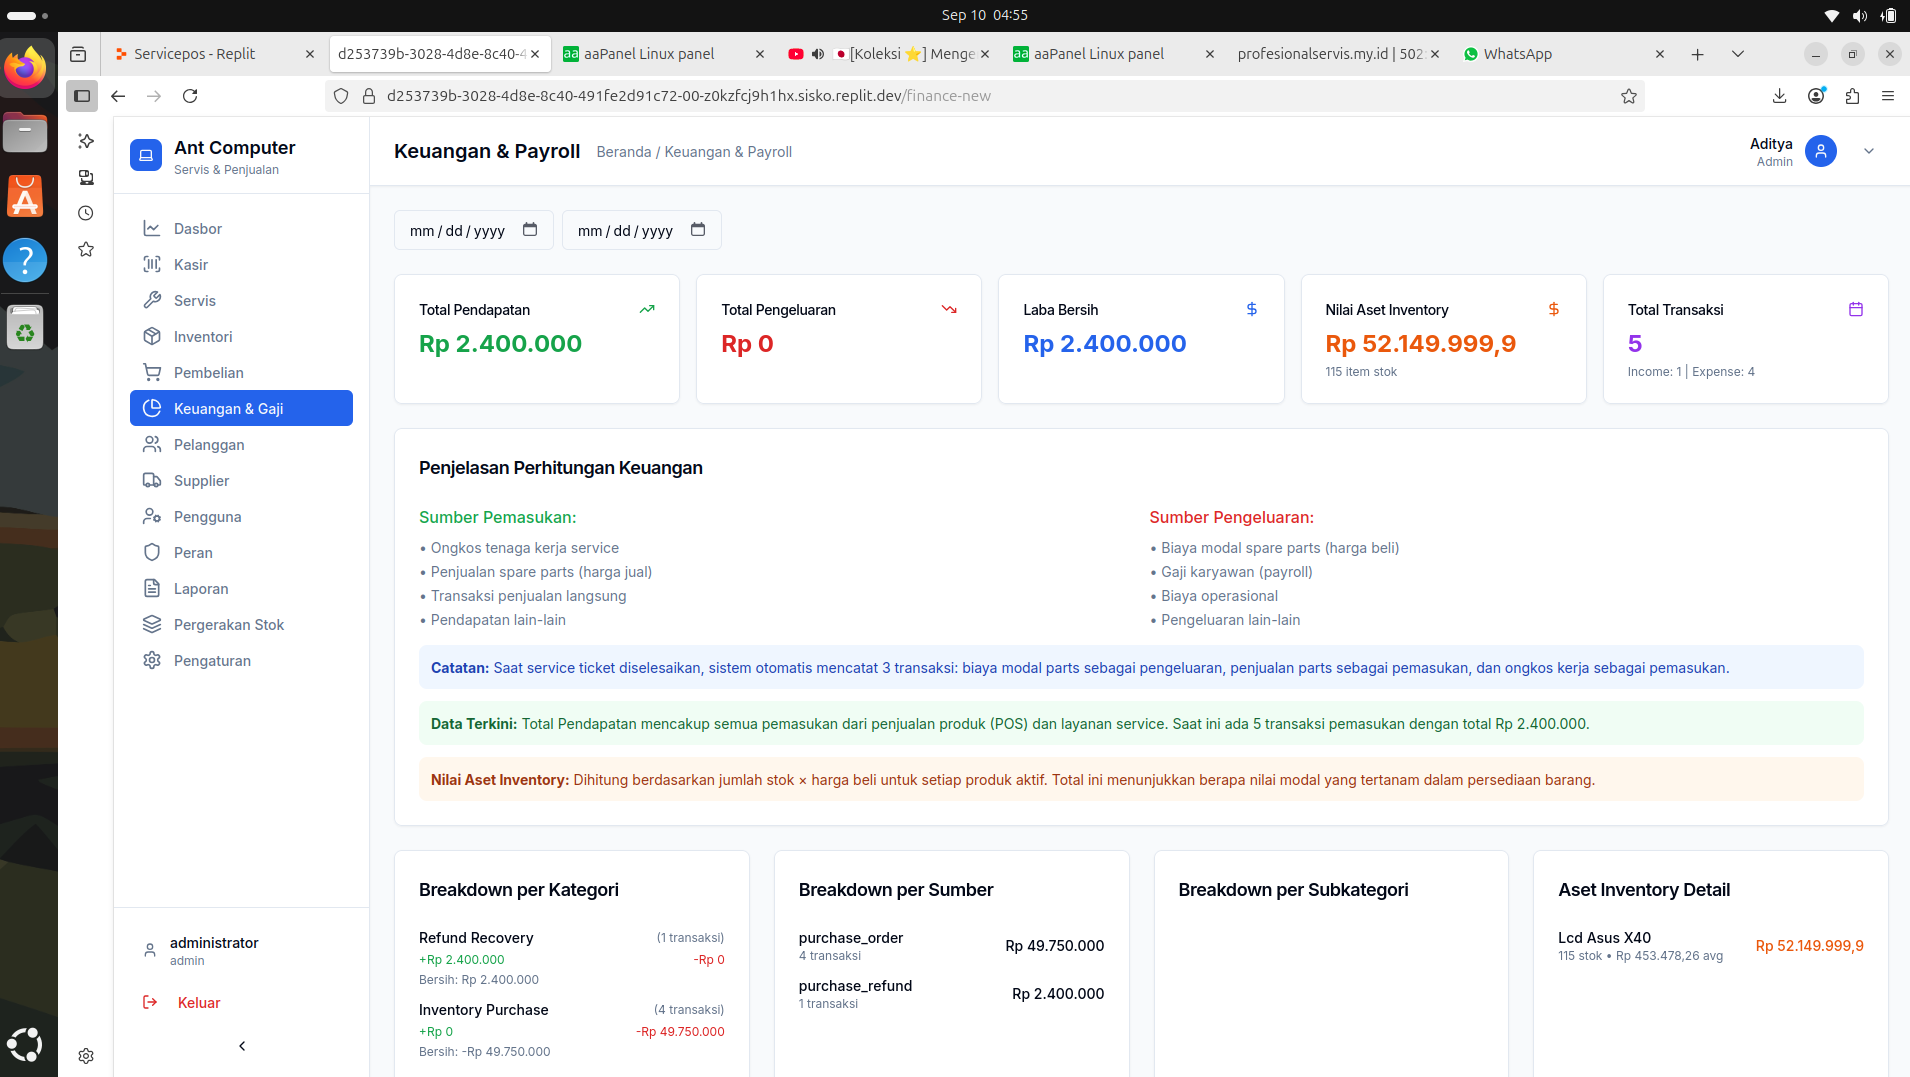 Sep 10 04:55
Servicepos - Replit
d253739b-3028-4d8e-8c40-4
aaPanel Linux panel
[Koleksi ⭐] Menge
aaPanel Linux panel
profesionalservis.my.id | 502:
WhatsApp
d253739b-3028-4d8e-8c40-491fe2d91c72-00-z0kzfcj9h1hx.sisko.replit.dev/finance-new
Ant Computer
Servis & Penjualan
Dasbor
Kasir
Servis
Inventori
Pembelian
Keuangan & Gaji
Pelanggan
Supplier
Pengguna
Peran
Laporan
Pergerakan Stok
Pengaturan
administrator
admin
Keluar
Keuangan & Payroll
Beranda / Keuangan & Payroll
Aditya
Admin
mm / dd / yyyy
mm / dd / yyyy
Total Pendapatan
Rp 2.400.000
Total Pengeluaran
Rp 0
Laba Bersih
Rp 2.400.000
Nilai Aset Inventory
Rp 52.149.999,9
115 item stok
Total Transaksi
5
Income: 1 | Expense: 4
Penjelasan Perhitungan Keuangan
Sumber Pemasukan:
• Ongkos tenaga kerja service
• Penjualan spare parts (harga jual)
• Transaksi penjualan langsung
• Pendapatan lain-lain
Sumber Pengeluaran:
• Biaya modal spare parts (harga beli)
• Gaji karyawan (payroll)
• Biaya operasional
• Pengeluaran lain-lain
Catatan: Saat service ticket diselesaikan, sistem otomatis mencatat 3 transaksi: biaya modal parts sebagai pengeluaran, penjualan parts sebagai pemasukan, dan ongkos kerja sebagai pemasukan.
Data Terkini: Total Pendapatan mencakup semua pemasukan dari penjualan produk (POS) dan layanan service. Saat ini ada 5 transaksi pemasukan dengan total Rp 2.400.000.
Nilai Aset Inventory: Dihitung berdasarkan jumlah stok × harga beli untuk setiap produk aktif. Total ini menunjukkan berapa nilai modal yang tertanam dalam persediaan barang.
Breakdown per Kategori
Refund Recovery
(1 transaksi)
+Rp 2.400.000
-Rp 0
Bersih: Rp 2.400.000
Inventory Purchase
(4 transaksi)
+Rp 0
-Rp 49.750.000
Bersih: -Rp 49.750.000
Breakdown per Sumber
purchase_order
4 transaksi
Rp 49.750.000
purchase_refund
1 transaksi
Rp 2.400.000
Breakdown per Subkategori
Aset Inventory Detail
Lcd Asus X40
115 stok • Rp 453.478,26 avg
Rp 52.149.999,9